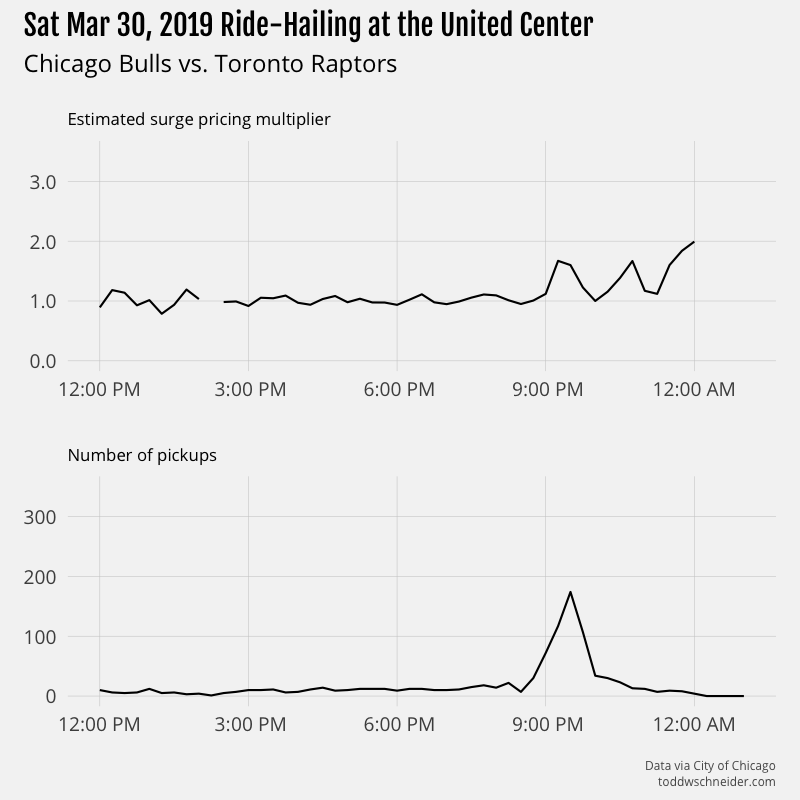 Sat Mar 30, 2019 Ride-Hailing at the United Center
Chicago Bulls vs. Toronto Raptors
Estimated surge pricing multiplier
3.0
2.0
1.0
0.0
12:00 PM 3:00 PM 6:00 PM 9:00 PM 12:00 AM
Number of pickups
300
200
100
0
12:00 PM 3:00 PM 6:00 PM 9:00 PM 12:00 AM
Data via City of Chicago
toddwschneider.com